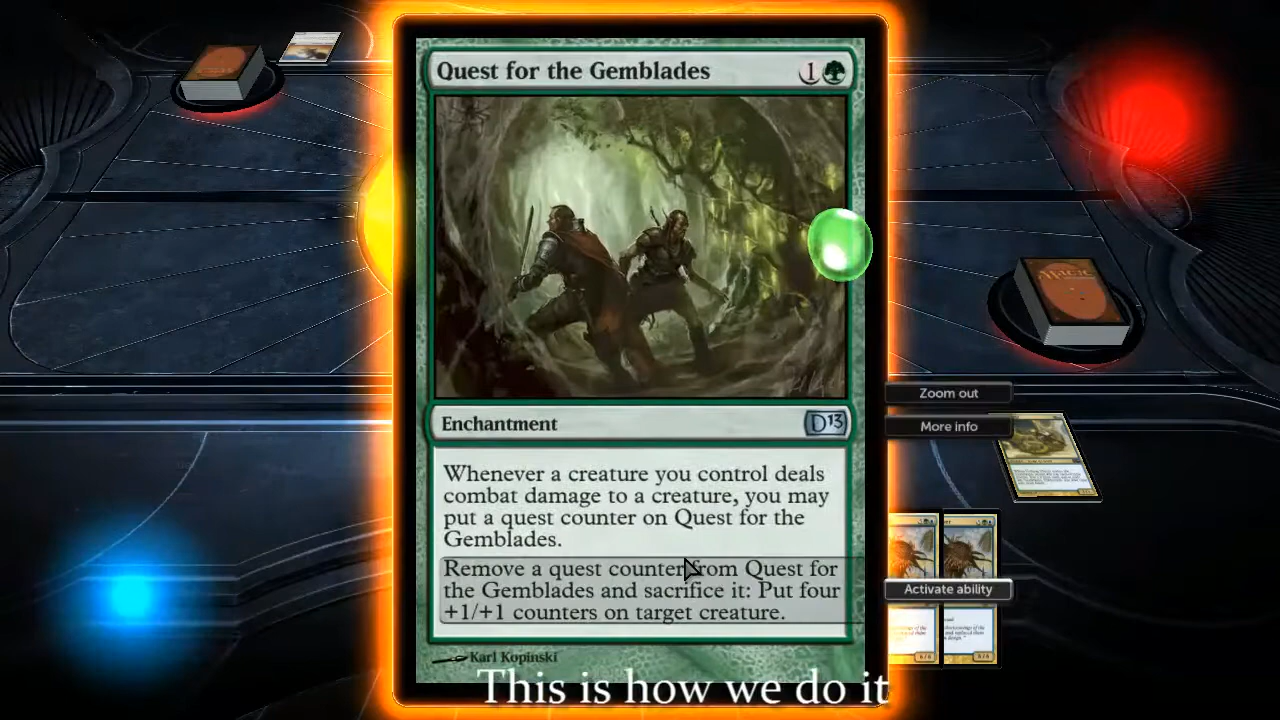 Quest for the Gemblades 1
Enchantment D13
Whenever a creature you control deals
combat damage to a creature, you may
put a quest counter on Quest for the
Gemblades.
Remove a quest counter from Quest for
the Gemblades and sacrifice it: Put four
+1/+1 counters on target creature.
Karl Kopinski
This is how we do it
MAGIC
Zoom out
More info
Activate ability